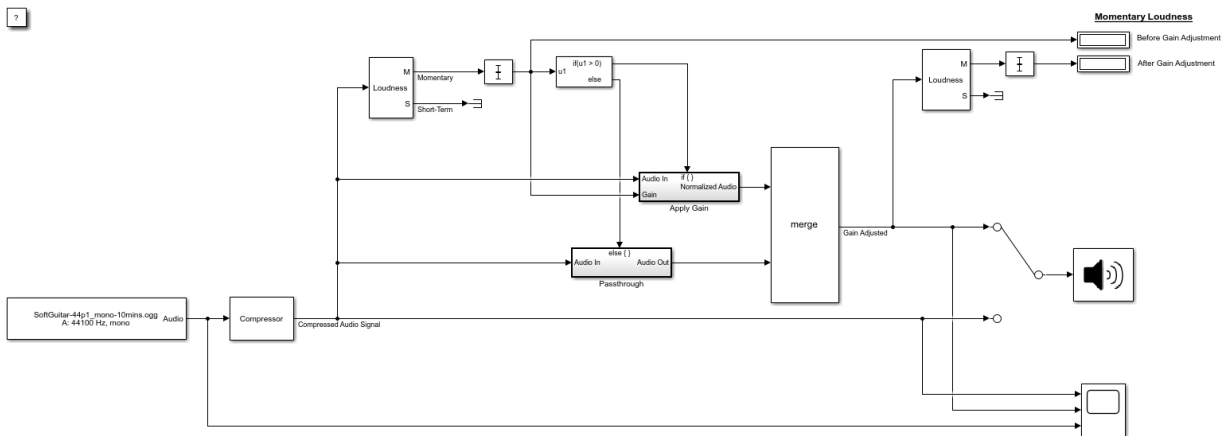 ?
Momentary Loudness
Before Gain Adjustment
After Gain Adjustment
M
Momentary
Loudness
S
Short-Term
if(u1 > 0)
u1
else
M
Loudness
S
if { }
Audio In
Normalized Audio
Gain
Apply Gain
merge
Gain Adjusted
else { }
Audio In
Audio Out
Passthrough
SoftGuitar-44p1_mono-10mins.ogg
A: 44100 Hz, mono
Audio
Compressor
Compressed Audio Signal